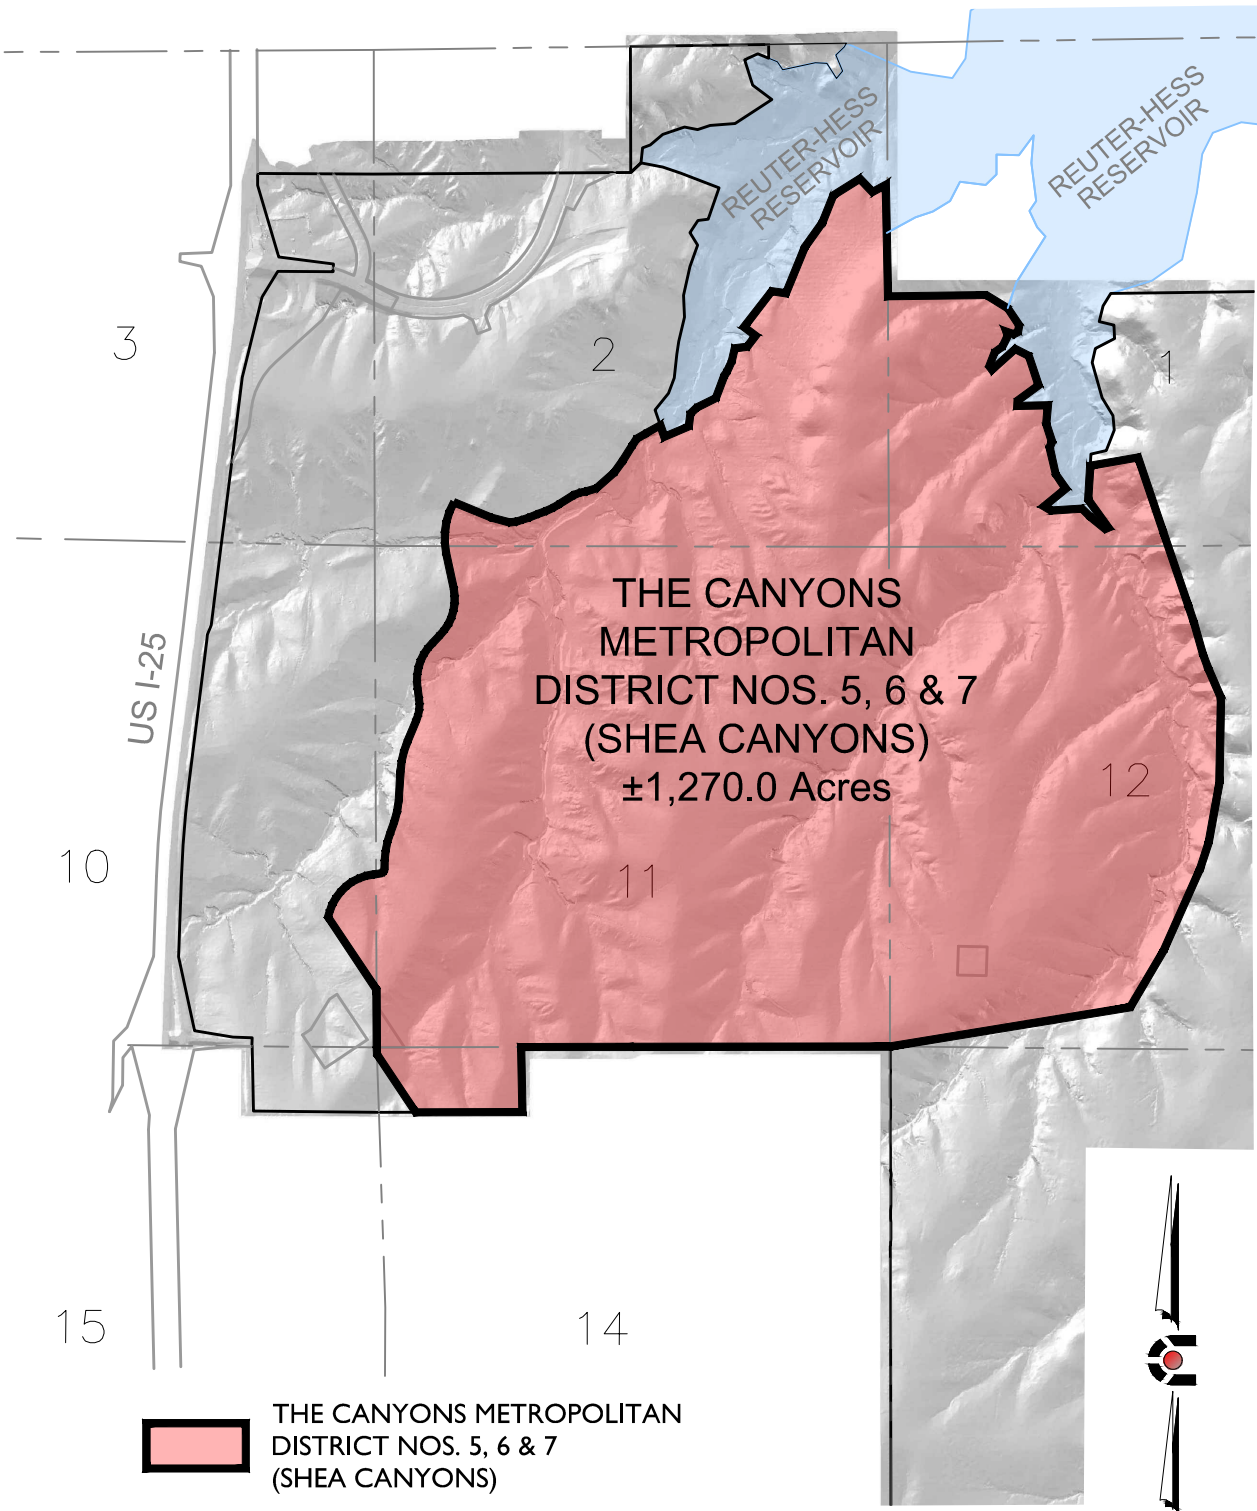 REUTER-HESS
RESERVOIR
REUTER-HESS
RESERVOIR
3
2
1
THE CANYONS
METROPOLITAN
DISTRICT NOS. 5, 6 & 7
(SHEA CANYONS)
±1,270.0 Acres
US I-25
12
10
11
15
14
THE CANYONS METROPOLITAN
DISTRICT NOS. 5, 6 & 7
(SHEA CANYONS)